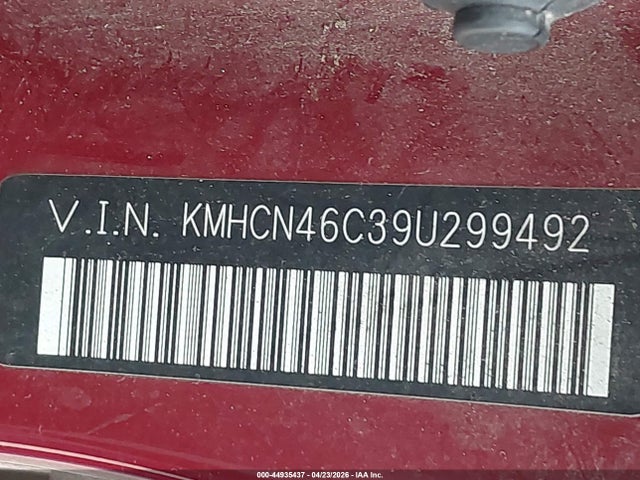 V.I.N. KMHCN46C39U299492
000-44935437 - 04/23/2026 - IAA Inc.